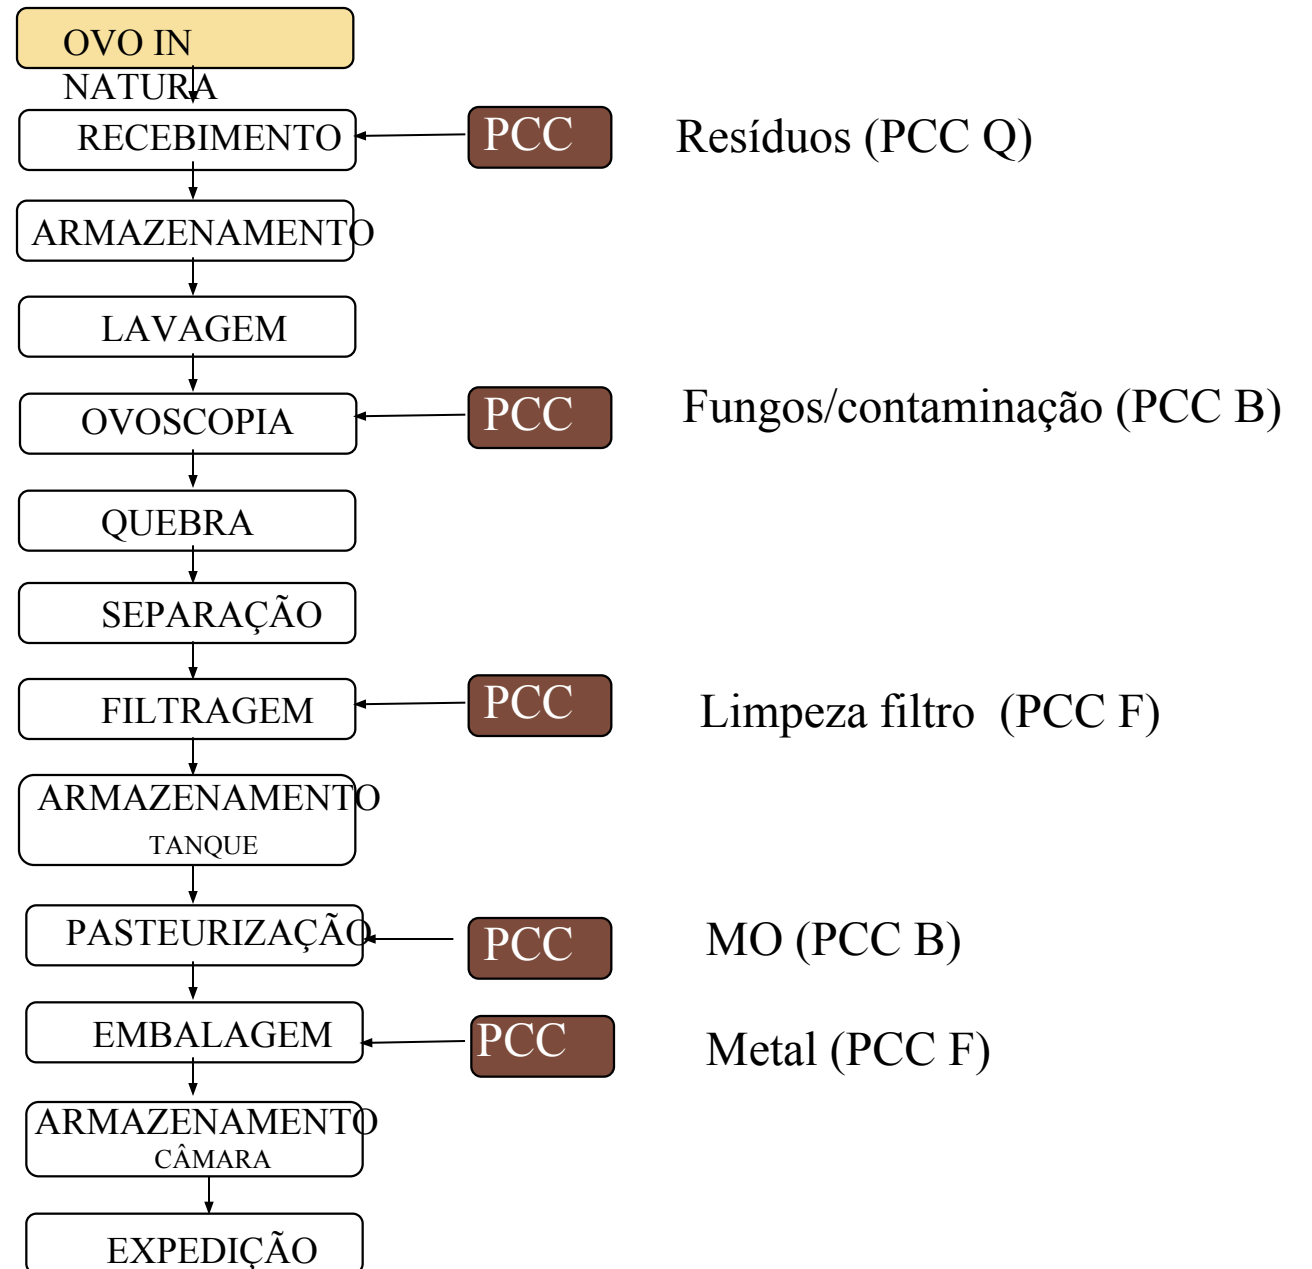 OVO IN
NATURA
RECEBIMENTO
PCC
Resíduos (PCC Q)
ARMAZENAMENTO
LAVAGEM
OVOSCOPIA
PCC
Fungos/contaminação (PCC B)
QUEBRA
SEPARAÇÃO
FILTRAGEM
PCC
Limpeza filtro (PCC F)
ARMAZENAMENTO
TANQUE
PASTEURIZAÇÃO
PCC
MO (PCC B)
EMBALAGEM
PCC
Metal (PCC F)
ARMAZENAMENTO
CÂMARA
EXPEDIÇÃO